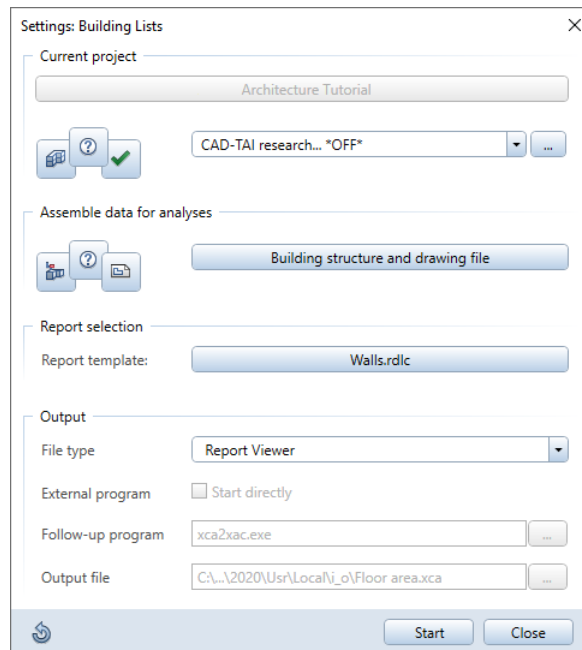 Settings: Building Lists
Current project
Architecture Tutorial
CAD-TAI research... *OFF*
...
Assemble data for analyses
Building structure and drawing file
Report selection
Report template:
Walls.rdlc
Output
File type
Report Viewer
External program
Start directly
Follow-up program
xca2xac.exe
...
Output file
C:\...\2020\Usr\Local\i_o\Floor area.xca
...
Start
Close